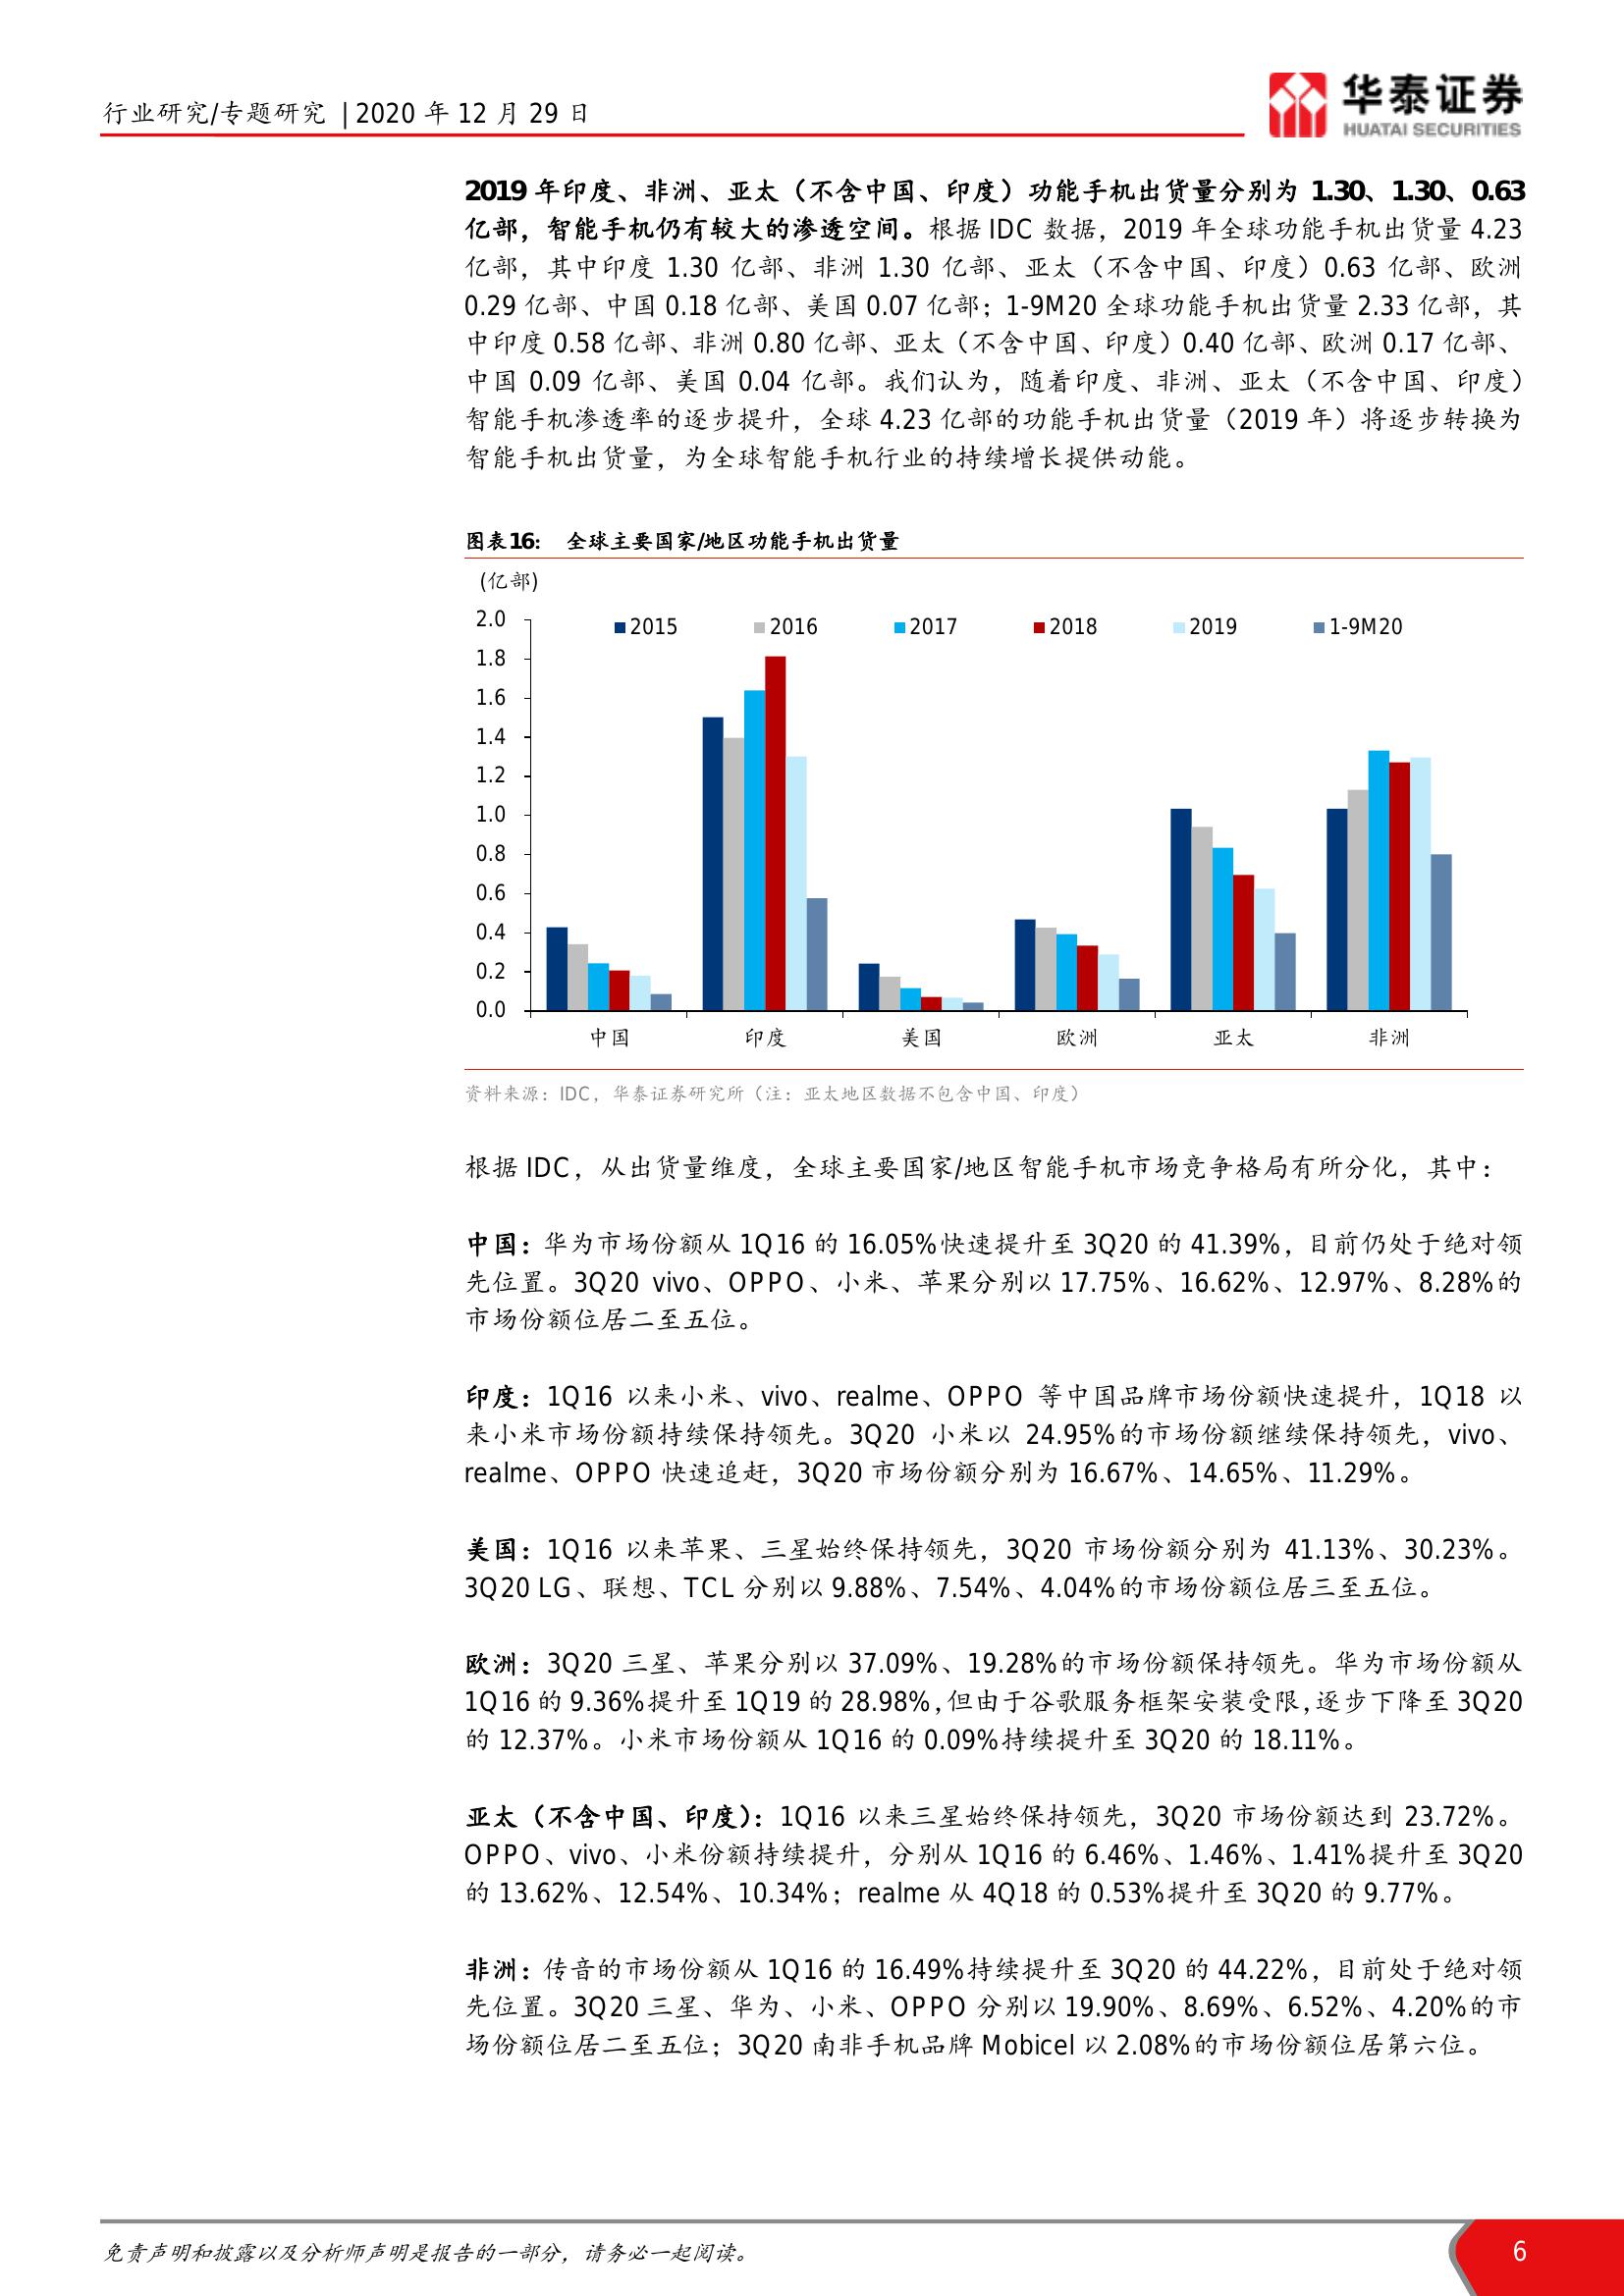 行业研究/专题研究 | 2020 年 12 月 29 日
华泰证券
HUATAI SECURITIES
2019 年印度、非洲、亚太（不含中国、印度）功能手机出货量分别为 1.30、1.30、0.63
亿部，智能手机仍有较大的渗透空间。根据 IDC 数据，2019 年全球功能手机出货量 4.23
亿部，其中印度 1.30 亿部、非洲 1.30 亿部、亚太（不含中国、印度）0.63 亿部、欧洲
0.29 亿部、中国 0.18 亿部、美国 0.07 亿部；1-9M20 全球功能手机出货量 2.33 亿部，其
中印度 0.58 亿部、非洲 0.80 亿部、亚太（不含中国、印度）0.40 亿部、欧洲 0.17 亿部、
中国 0.09 亿部、美国 0.04 亿部。我们认为，随着印度、非洲、亚太（不含中国、印度）
智能手机渗透率的逐步提升，全球 4.23 亿部的功能手机出货量（2019 年）将逐步转换为
智能手机出货量，为全球智能手机行业的持续增长提供动能。
图表16： 全球主要国家/地区功能手机出货量
(亿部)
2015 2016 2017 2018 2019 1-9M20
2.0
1.8
1.6
1.4
1.2
1.0
0.8
0.6
0.4
0.2
0.0
中国 印度 美国 欧洲 亚太 非洲
资料来源：IDC，华泰证券研究所（注：亚太地区数据不包含中国、印度）
根据 IDC，从出货量维度，全球主要国家/地区智能手机市场竞争格局有所分化，其中：
中国：华为市场份额从 1Q16 的 16.05%快速提升至 3Q20 的 41.39%，目前仍处于绝对领
先位置。3Q20 vivo、OPPO、小米、苹果分别以 17.75%、16.62%、12.97%、8.28%的
市场份额位居二至五位。
印度：1Q16 以来小米、vivo、realme、OPPO 等中国品牌市场份额快速提升，1Q18 以
来小米市场份额持续保持领先。3Q20 小米以 24.95%的市场份额继续保持领先，vivo、
realme、OPPO 快速追赶，3Q20 市场份额分别为 16.67%、14.65%、11.29%。
美国：1Q16 以来苹果、三星始终保持领先，3Q20 市场份额分别为 41.13%、30.23%。
3Q20 LG、联想、TCL 分别以 9.88%、7.54%、4.04%的市场份额位居三至五位。
欧洲：3Q20 三星、苹果分别以 37.09%、19.28%的市场份额保持领先。华为市场份额从
1Q16 的 9.36%提升至 1Q19 的 28.98%，但由于谷歌服务框架安装受限，逐步下降至 3Q20
的 12.37%。小米市场份额从 1Q16 的 0.09%持续提升至 3Q20 的 18.11%。
亚太（不含中国、印度）：1Q16 以来三星始终保持领先，3Q20 市场份额达到 23.72%。
OPPO、vivo、小米份额持续提升，分别从 1Q16 的 6.46%、1.46%、1.41%提升至 3Q20
的 13.62%、12.54%、10.34%；realme 从 4Q18 的 0.53%提升至 3Q20 的 9.77%。
非洲：传音的市场份额从 1Q16 的 16.49%持续提升至 3Q20 的 44.22%，目前处于绝对领
先位置。3Q20 三星、华为、小米、OPPO 分别以 19.90%、8.69%、6.52%、4.20%的市
场份额位居二至五位；3Q20 南非手机品牌 Mobicel 以 2.08%的市场份额位居第六位。
免责声明和披露以及分析师声明是报告的一部分，请务必一起阅读。
6